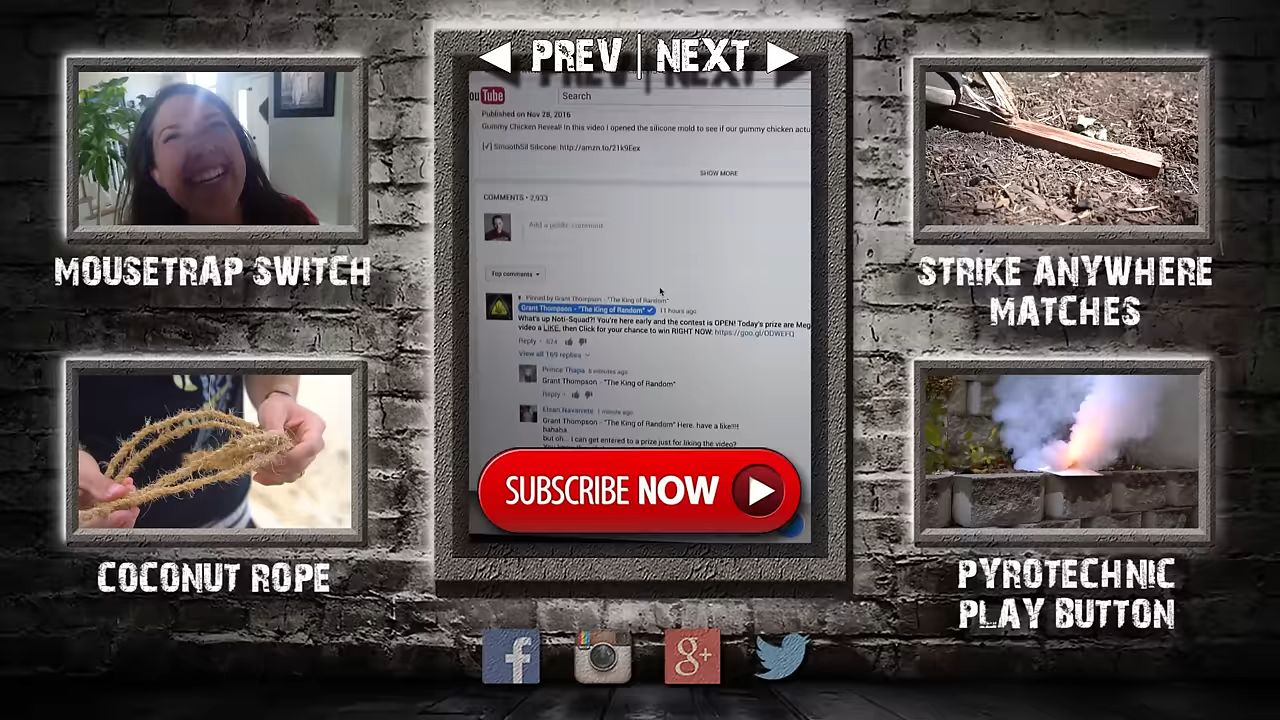 PREV | NEXT
ouTube
Search
Published on Nov 28, 2016
Gummy Chicken Reveal! In this video I opened the silicone mold to see if our gummy chicken actu
[✓] SmoothSil Silicone: http://amzn.to/21k9Eex
SHOW MORE
COMMENTS • 2,933
Add a public comment
Top comments
Pinned by Grant Thompson - "The King of Random"
Grant Thompson - "The King of Random" 11 hours ago
What's up Noti-Squad?! You're here early and the contest is OPEN! Today's prize are Meg
video a LIKE, then Click for your chance to win RIGHT NOW: https://goo.gl/ODWEFQ
Reply • 624
View all 169 replies
Prince Thapa 5 minutes ago
Grant Thompson - "The King of Random"
Reply •
Elzan Navarrete 1 minute ago
Grant Thompson - "The King of Random" Here. have a like!!!!
hahaha.
but oh... i can get entered to a prize just for liking the video?
SUBSCRIBE NOW
MOUSETRAP SWITCH
STRIKE ANYWHERE
MATCHES
COCONUT ROPE
PYROTECHNIC
PLAY BUTTON
f
g+